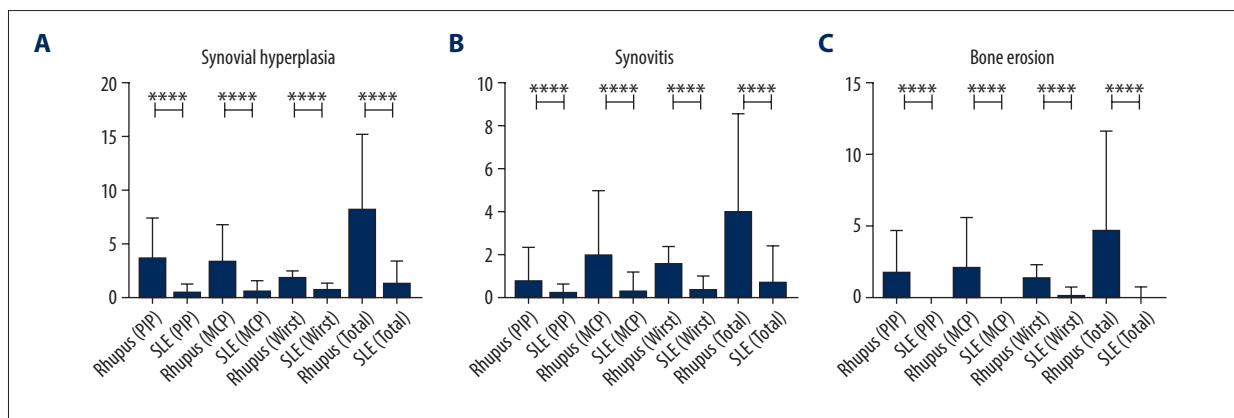 A
Synovial hyperplasia
20
15
10
5
0
****
****
****
****
Rhupus (PIP)
SLE (PIP)
Rhupus (MCP)
SLE (MCP)
Rhupus (Wirst)
SLE (Wirst)
Rhupus (Total)
SLE (Total)
B
Synovitis
10
8
6
4
2
0
****
****
****
****
Rhupus (PIP)
SLE (PIP)
Rhupus (MCP)
SLE (MCP)
Rhupus (Wirst)
SLE (Wirst)
Rhupus (Total)
SLE (Total)
C
Bone erosion
15
10
5
0
****
****
****
****
Rhupus (PIP)
SLE (PIP)
Rhupus (MCP)
SLE (MCP)
Rhupus (Wirst)
SLE (Wirst)
Rhupus (Total)
SLE (Total)